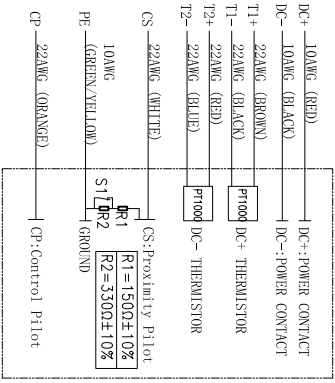 DC+ 10AWG (RED) DC+:POWER CONTACT
DC- 10AWG (BLACK) DC-:POWER CONTACT
T1+ 22AWG (BROWN)
PT1000 DC+ THERMISTOR
T1- 22AWG (BLACK)
T2+ 22AWG (RED)
PT1000 DC- THERMISTOR
T2- 22AWG (BLUE)
CS 22AWG (WHITE) CS:Proximity Pilot
R1
R1=150Ω±10%
S1
R2
R2=330Ω±10%
PE 10AWG (GREEN/YELLOW) GROUND
CP 22AWG (ORANGE) CP:Control Pilot